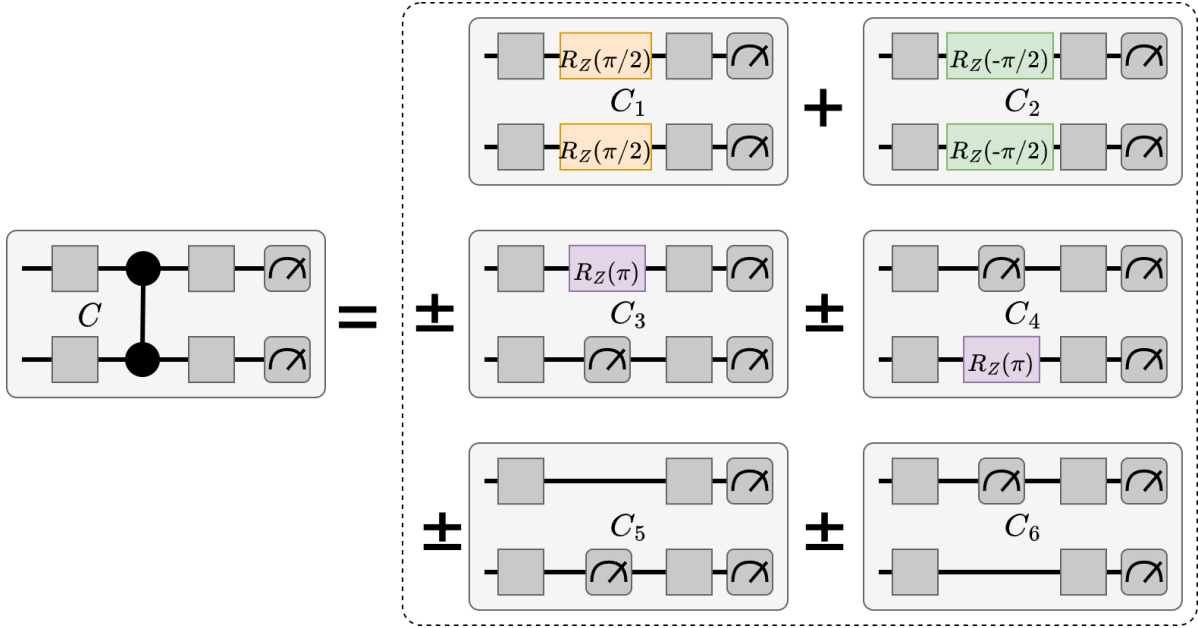 R_Z(π/2)
C_1
R_Z(π/2)
+
R_Z(-π/2)
C_2
R_Z(-π/2)
C
=
±
R_Z(π)
C_3
±
C_4
R_Z(π)
±
C_5
±
C_6